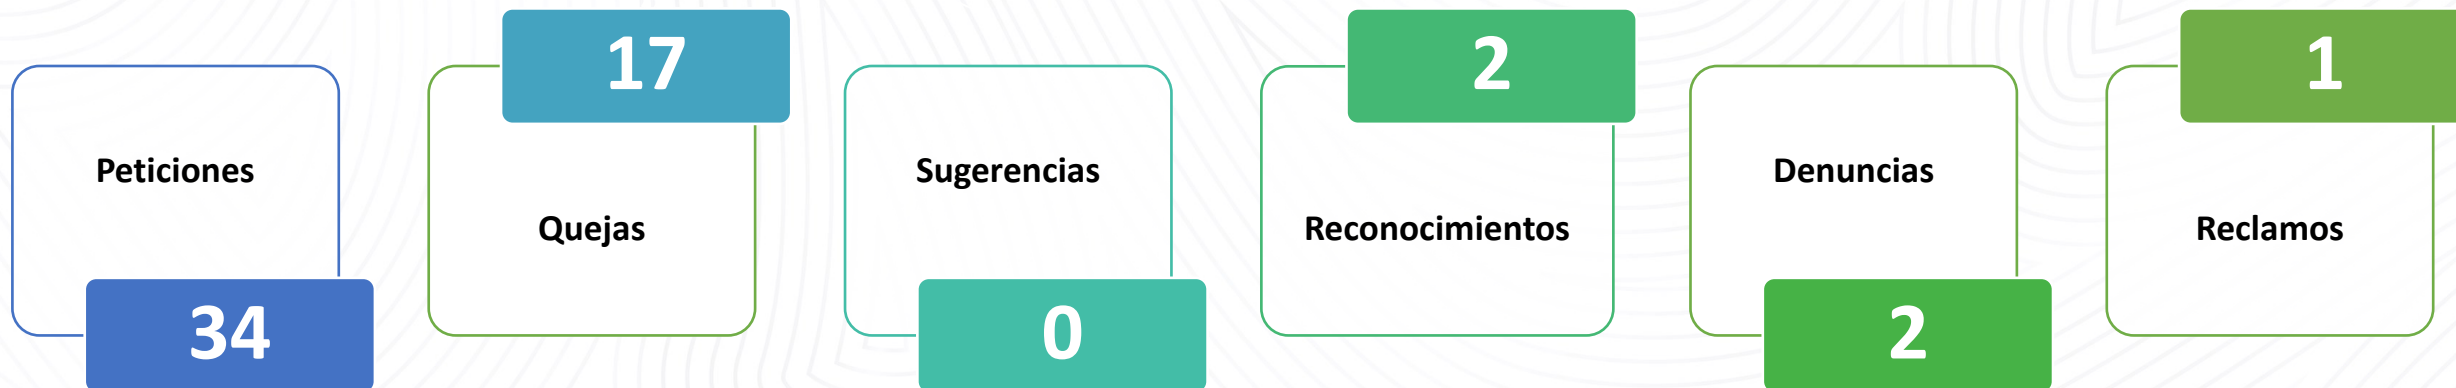 Peticiones
34
17
Quejas
Sugerencias
0
2
Reconocimientos
Denuncias
2
1
Reclamos